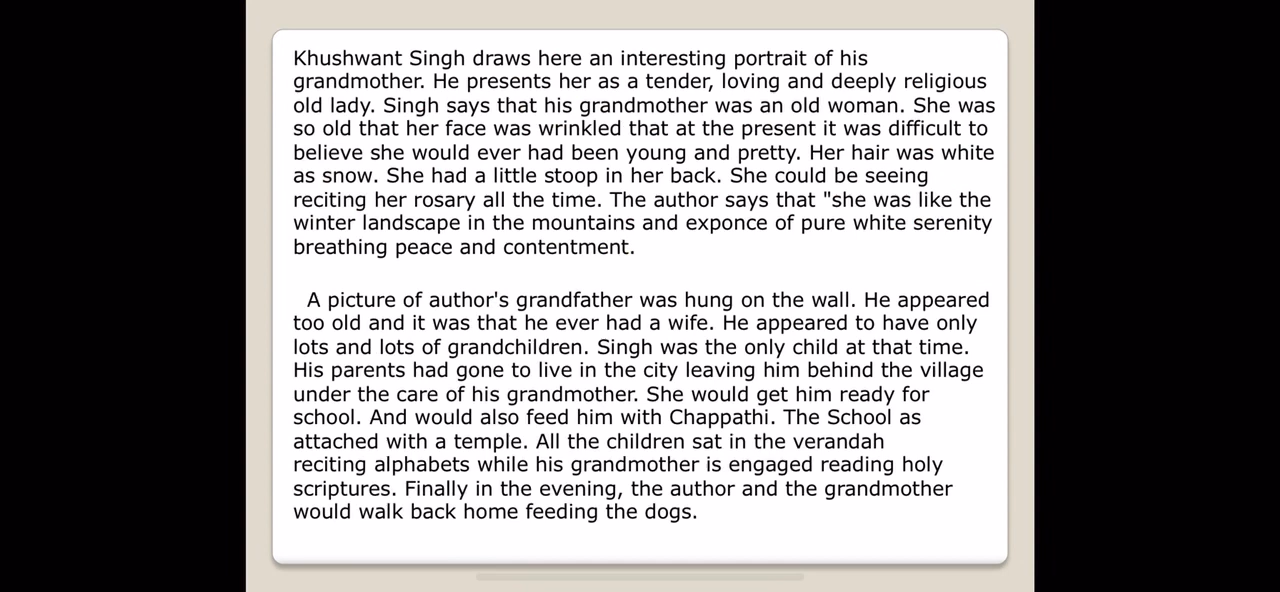 Khushwant Singh draws here an interesting portrait of his
grandmother. He presents her as a tender, loving and deeply religious
old lady. Singh says that his grandmother was an old woman. She was
so old that her face was wrinkled that at the present it was difficult to
believe she would ever had been young and pretty. Her hair was white
as snow. She had a little stoop in her back. She could be seeing
reciting her rosary all the time. The author says that "she was like the
winter landscape in the mountains and exponce of pure white serenity
breathing peace and contentment.
A picture of author's grandfather was hung on the wall. He appeared
too old and it was that he ever had a wife. He appeared to have only
lots and lots of grandchildren. Singh was the only child at that time.
His parents had gone to live in the city leaving him behind the village
under the care of his grandmother. She would get him ready for
school. And would also feed him with Chappathi. The School as
attached with a temple. All the children sat in the verandah
reciting alphabets while his grandmother is engaged reading holy
scriptures. Finally in the evening, the author and the grandmother
would walk back home feeding the dogs.